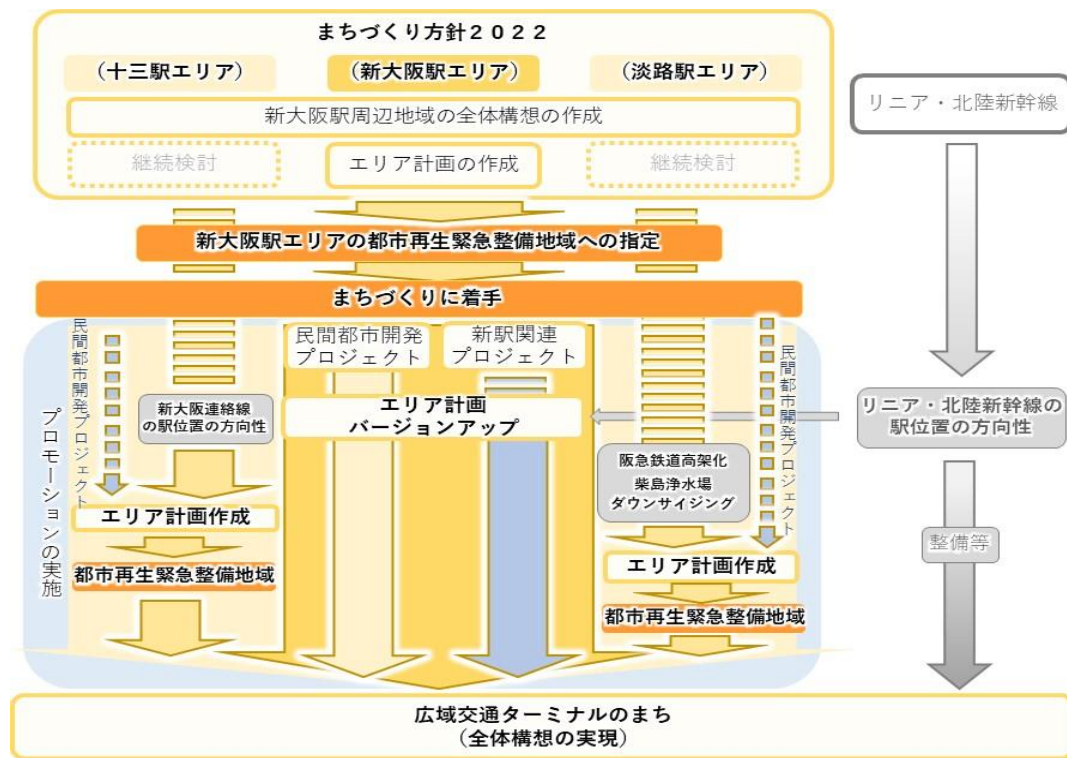 まちづくり方針２０２２
（十三駅エリア）
（新大阪駅エリア）
（淡路駅エリア）
新大阪駅周辺地域の全体構想の作成
継続検討
エリア計画の作成
継続検討
リニア・北陸新幹線
新大阪駅エリアの都市再生緊急整備地域への指定
まちづくりに着手
プロモーションの実施
民間都市開発プロジェクト
新大阪連絡線
の駅位置の方向性
エリア計画作成
都市再生緊急整備地域
民間都市開発
プロジェクト
新駅関連
プロジェクト
エリア計画
バージョンアップ
阪急鉄道高架化
柴島浄水場
ダウンサイジング
エリア計画作成
都市再生緊急整備地域
民間都市開発プロジェクト
リニア・北陸新幹線の
駅位置の方向性
整備等
広域交通ターミナルのまち
（全体構想の実現）